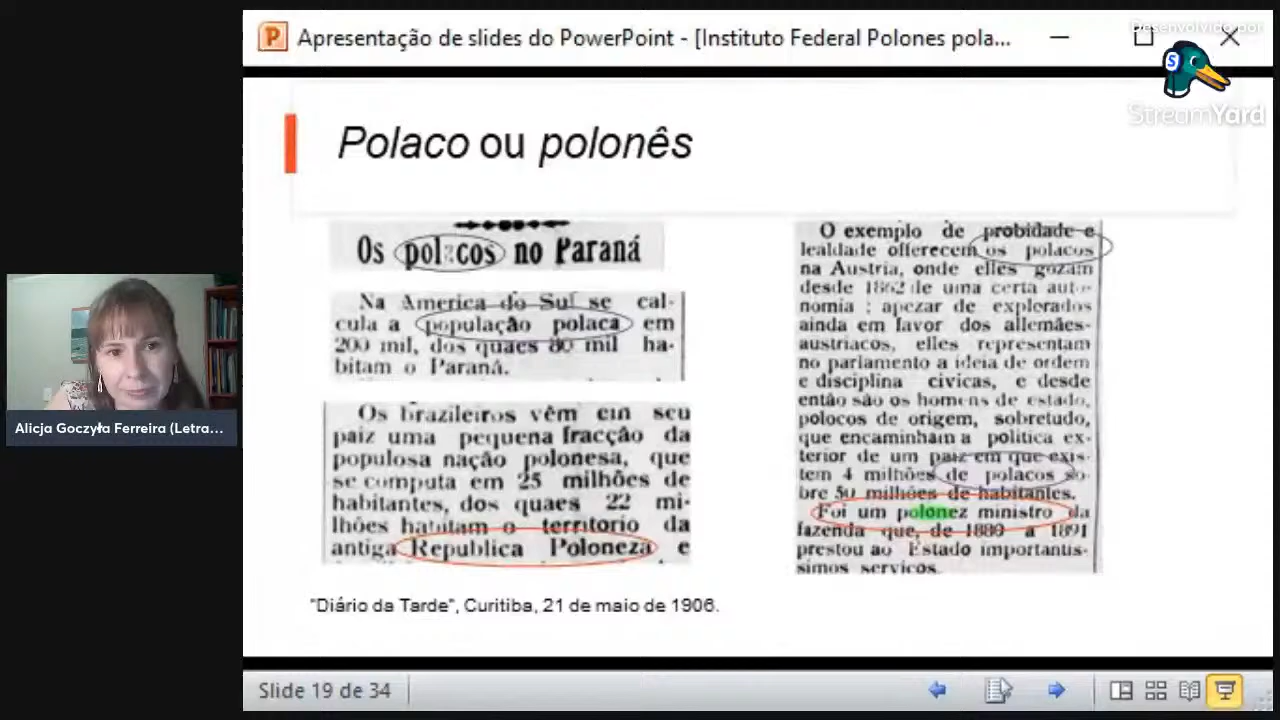 Apresentação de slides do PowerPoint - [Instituto Federal Polones pola...
Desenvolvido por
StreamYard
Polaco ou polonês
Os polacos no Paraná
Na America do Sul se cal-
cula a população polaca em
200 mil, dos quaes 80 mil ha-
bitam o Paraná.
Os brazileiros vêm em seu
paiz uma pequena fracção da
populosa nação polonesa, que
se computa em 25 milhões de
habitantes, dos quaes 22 mi-
lhões habitam o territorio da
antiga Republica Poloneza e
O exemplo de probidade e
lealdade offerecem os polacos
na Austria, onde elles gozam
desde 1862 de uma certa auto-
nomia : apezar de explorados
ainda em favor dos allemães-
austriacos, elles representam
no parlamento a ideia de ordem
e disciplina civicas, e desde
então são os homens de estado,
polocos de origem, sobretudo,
que encaminham a politica ex-
terior de um paiz em que exis-
tem 4 milhões de polacos so-
bre 50 milhões de habitantes.
Foi um polonez ministro da
fazenda que, de 1880 a 1891
prestou ao Estado importantis-
simos serviços.
"Diário da Tarde", Curitiba, 21 de maio de 1906.
Alicja Goczyła Ferreira (Letra...
Slide 19 de 34